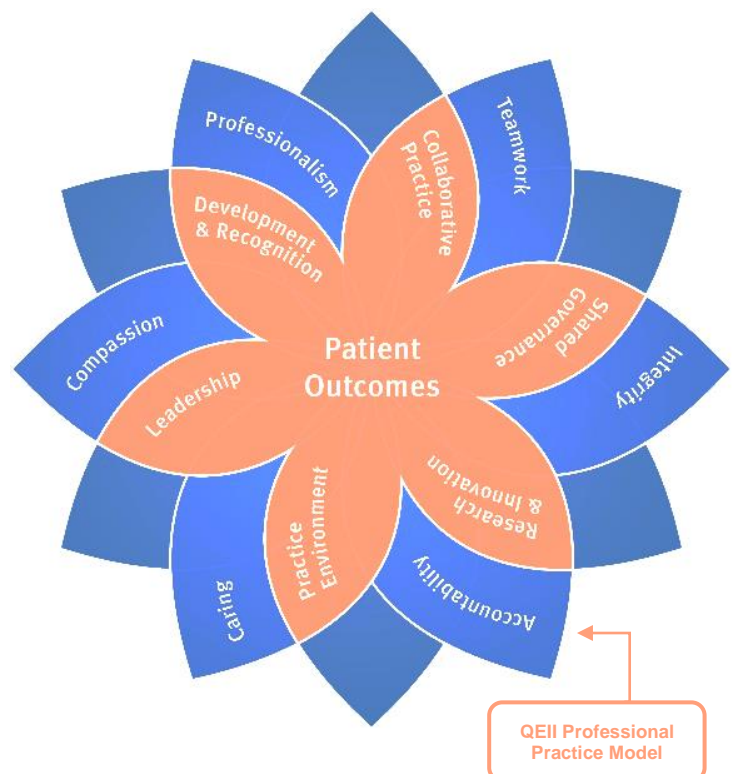 Professionalism
Teamwork
Collaborative
Practice
Development
& Recognition
Shared
Governance
Patient
Outcomes
Compassion
Integrity
Leadership
Research
& Innovation
Practice
Environment
Caring
Accountability
QEII Professional
Practice Model